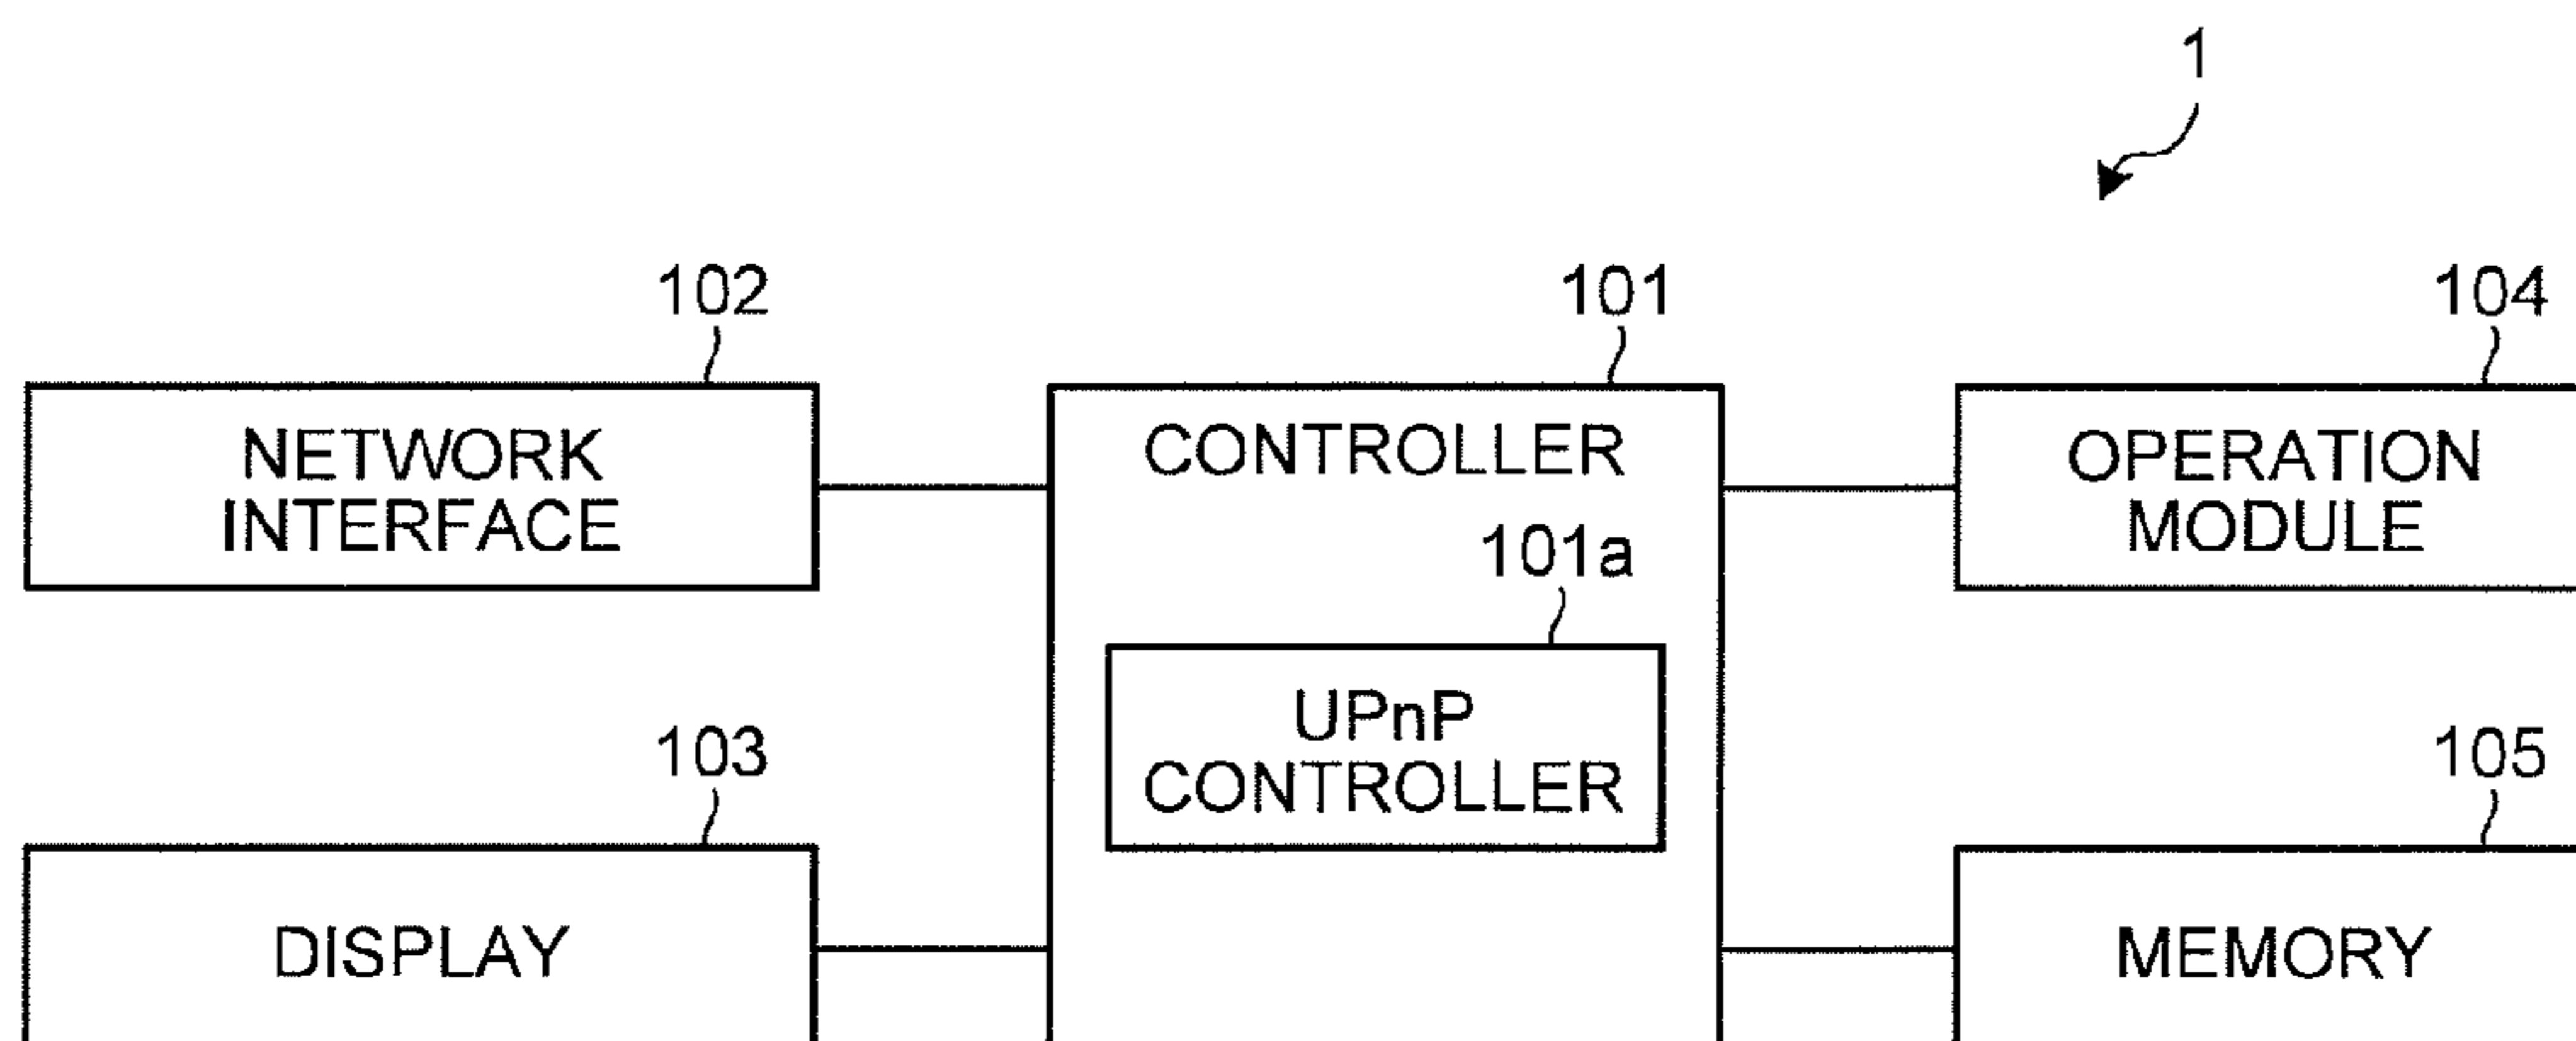 1
102
101
104
NETWORK
INTERFACE
CONTROLLER
OPERATION
MODULE
101a
UPnP
CONTROLLER
103
105
DISPLAY
MEMORY